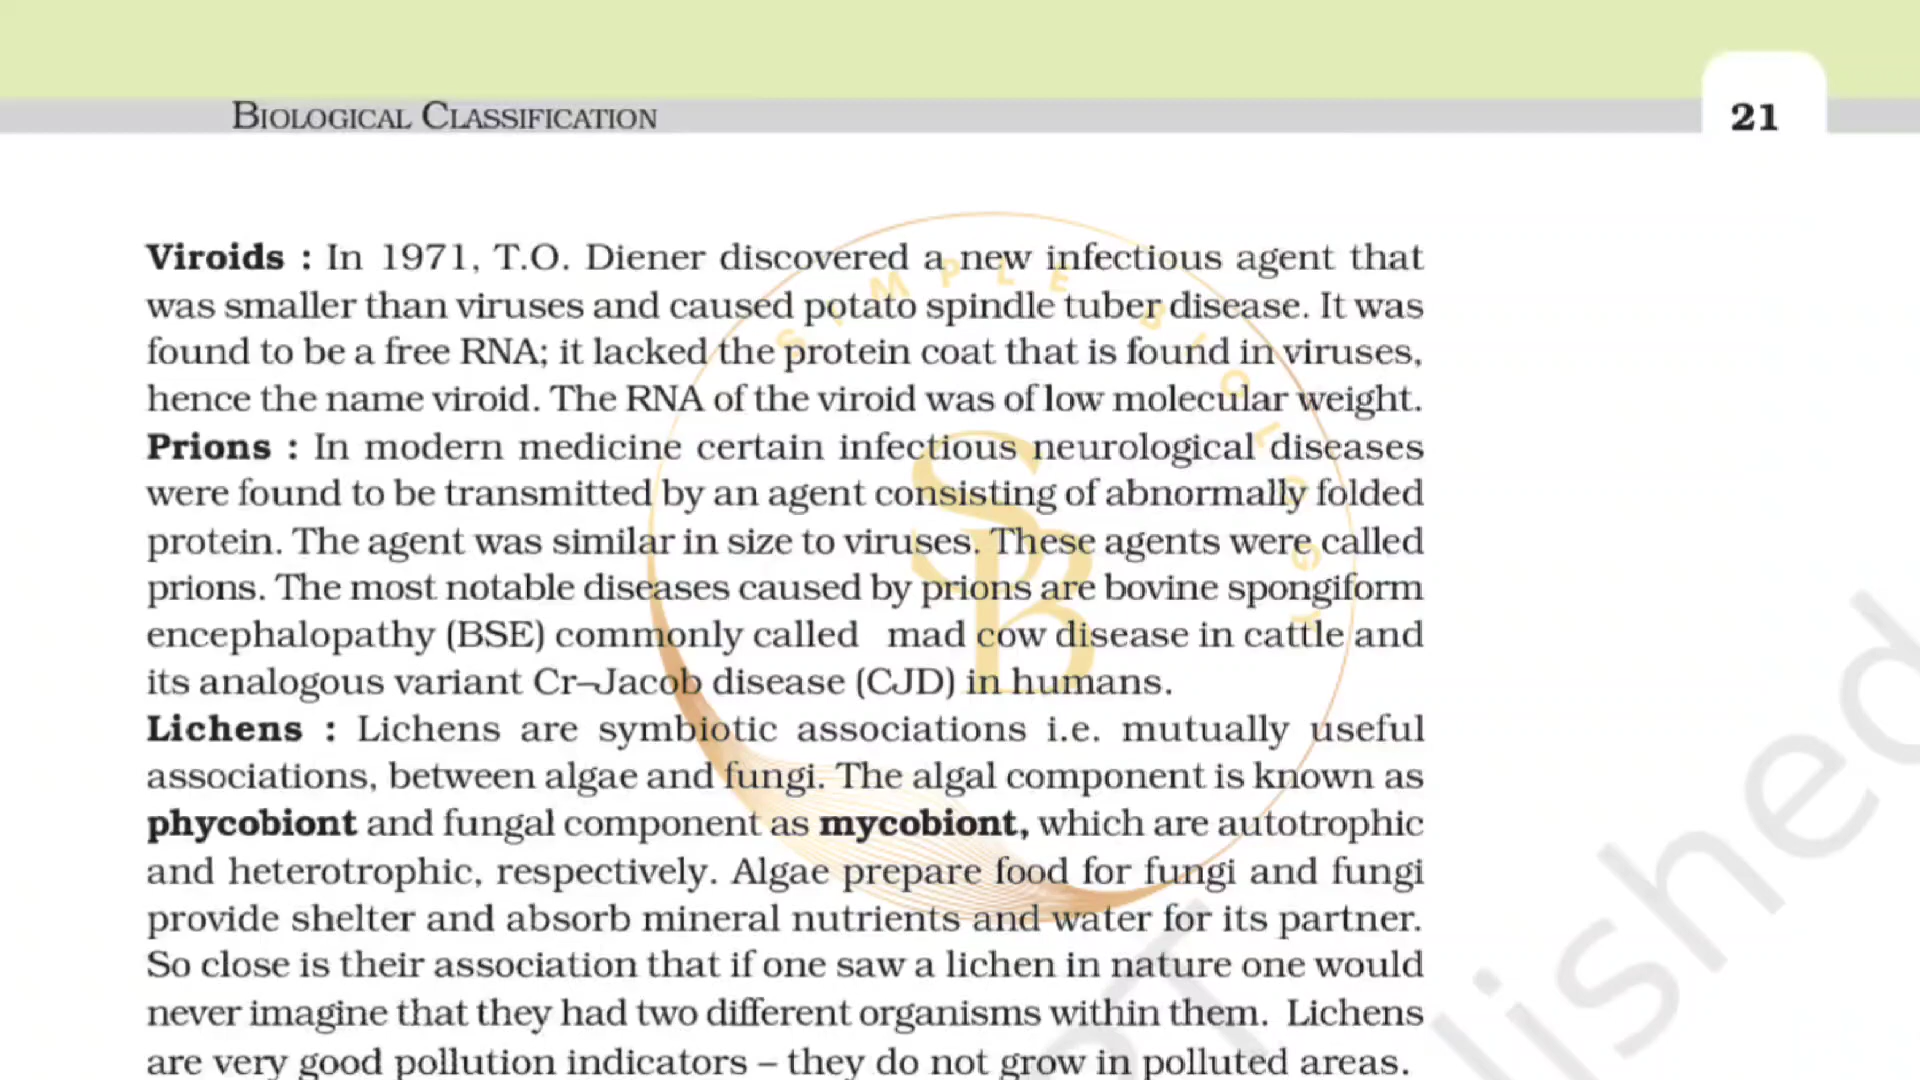 BIOLOGICAL CLASSIFICATION
21
Viroids : In 1971, T.O. Diener discovered a new infectious agent that
was smaller than viruses and caused potato spindle tuber disease. It was
found to be a free RNA; it lacked the protein coat that is found in viruses,
hence the name viroid. The RNA of the viroid was of low molecular weight.
Prions : In modern medicine certain infectious neurological diseases
were found to be transmitted by an agent consisting of abnormally folded
protein. The agent was similar in size to viruses. These agents were called
prions. The most notable diseases caused by prions are bovine spongiform
encephalopathy (BSE) commonly called mad cow disease in cattle and
its analogous variant Cr–Jacob disease (CJD) in humans.
Lichens : Lichens are symbiotic associations i.e. mutually useful
associations, between algae and fungi. The algal component is known as
phycobiont and fungal component as mycobiont, which are autotrophic
and heterotrophic, respectively. Algae prepare food for fungi and fungi
provide shelter and absorb mineral nutrients and water for its partner.
So close is their association that if one saw a lichen in nature one would
never imagine that they had two different organisms within them. Lichens
are very good pollution indicators – they do not grow in polluted areas.
SIMPLE BIOLOGY
SB